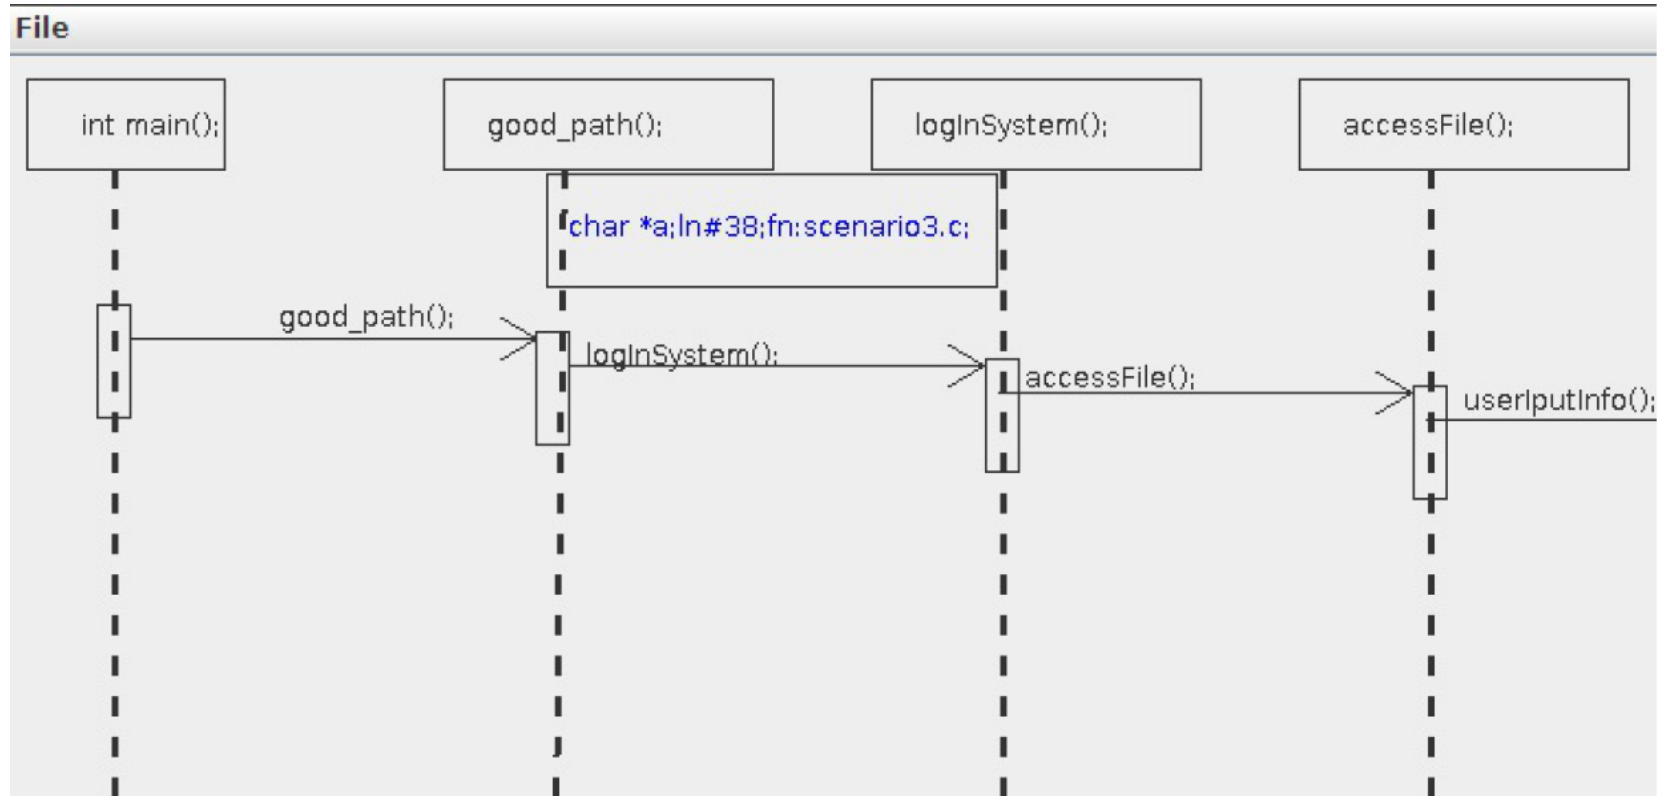 File
int main();
good_path();
logInSystem();
accessFile();
char *a;ln#38;fn:scenario3.c;
good_path();
logInSystem();
accessFile();
userIputInfo();